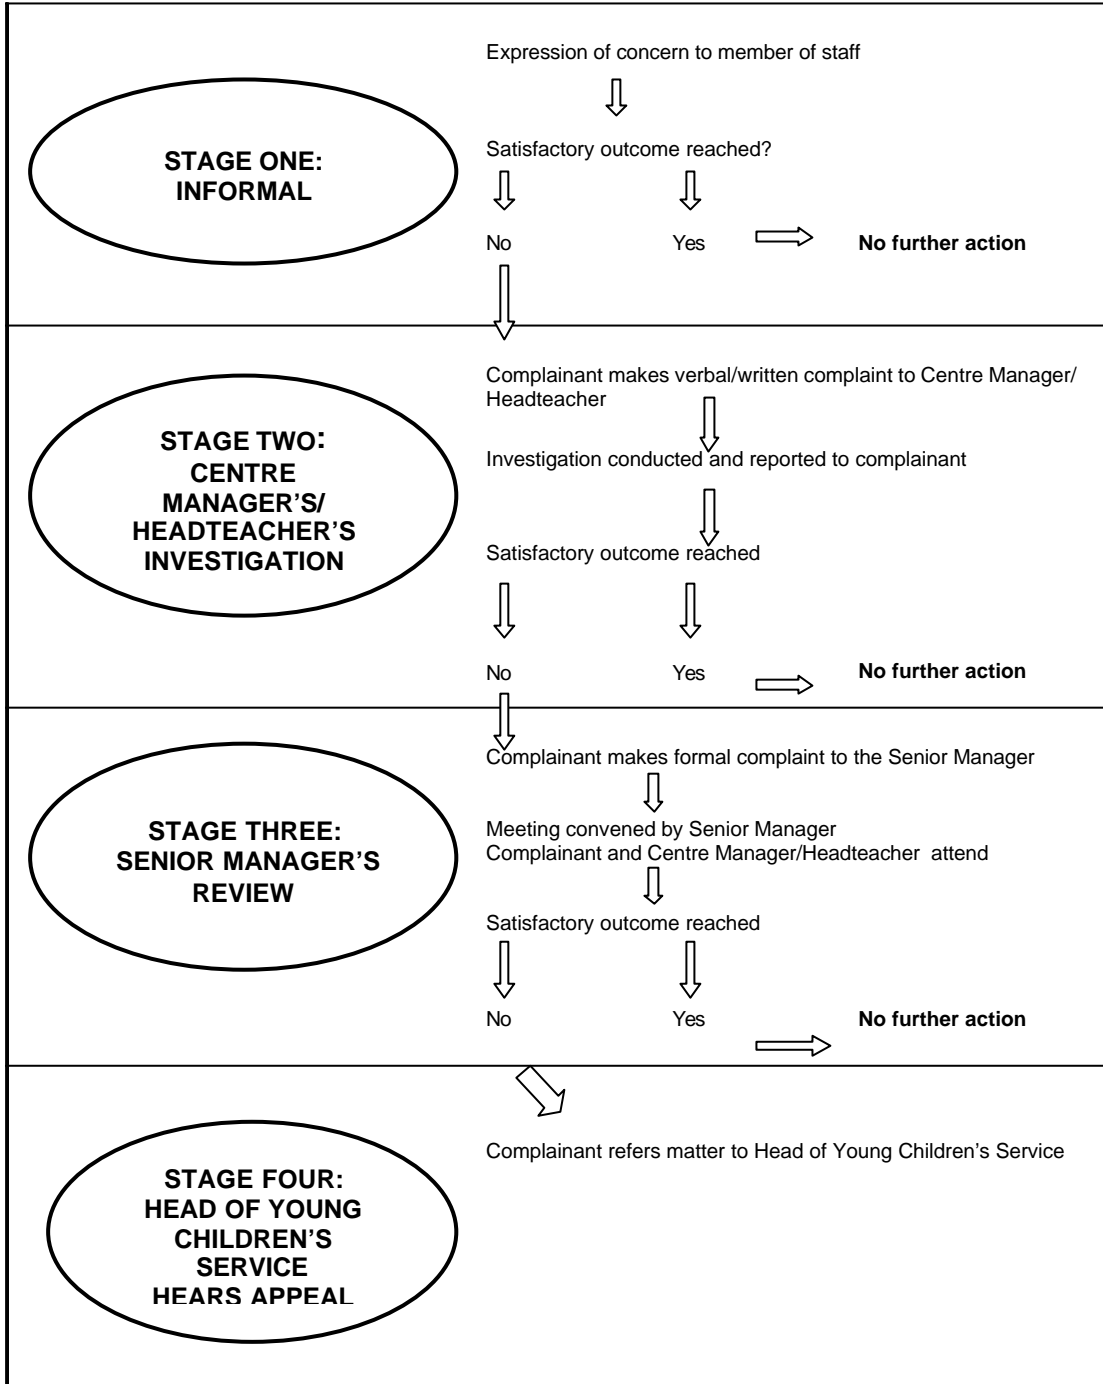 Expression of concern to member of staff
STAGE ONE:
INFORMAL
Satisfactory outcome reached?
No
Yes
No further action
STAGE TWO:
CENTRE
MANAGER’S/
HEADTEACHER’S
INVESTIGATION
Complainant makes verbal/written complaint to Centre Manager/
Headteacher
Investigation conducted and reported to complainant
Satisfactory outcome reached
No
Yes
No further action
STAGE THREE:
SENIOR MANAGER’S
REVIEW
Complainant makes formal complaint to the Senior Manager
Meeting convened by Senior Manager
Complainant and Centre Manager/Headteacher attend
Satisfactory outcome reached
No
Yes
No further action
STAGE FOUR:
HEAD OF YOUNG
CHILDREN’S
SERVICE
HEARS APPEAL
Complainant refers matter to Head of Young Children’s Service